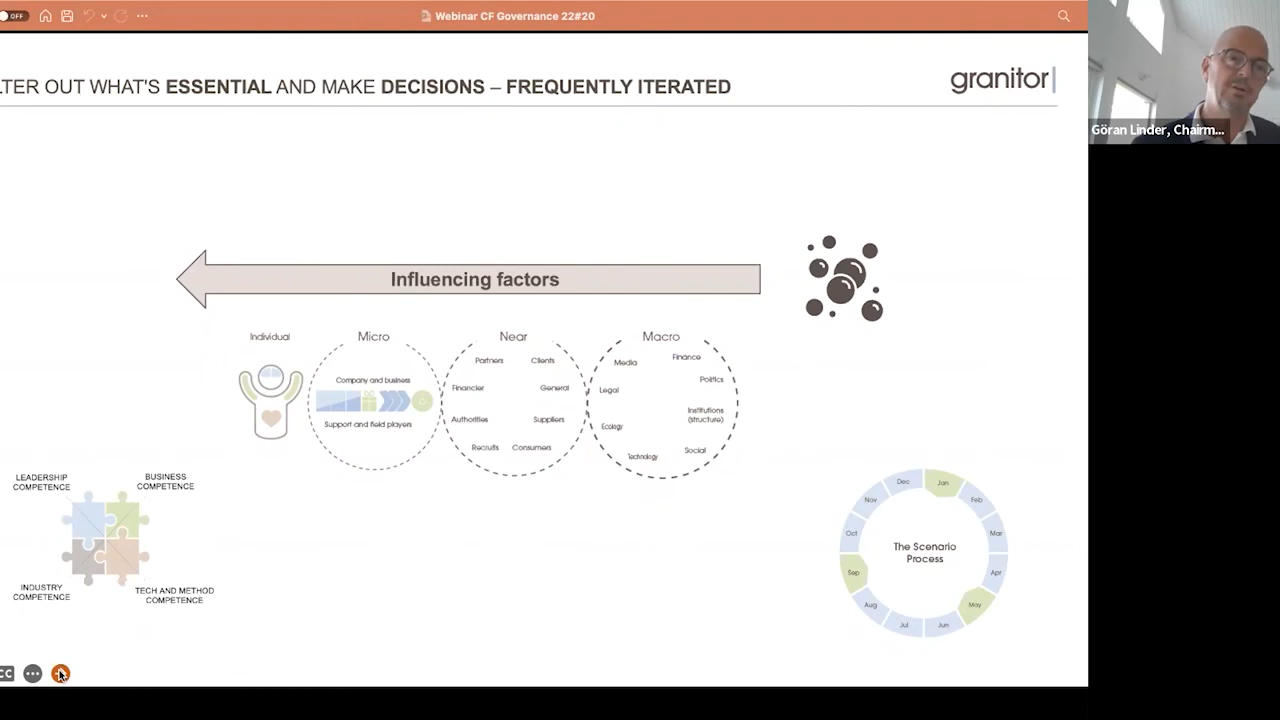 OFF
Webinar CF Governance 22#20
LTER OUT WHAT'S ESSENTIAL AND MAKE DECISIONS – FREQUENTLY ITERATED
granitor
Göran Linder, Chairm...
Influencing factors
Individual
Micro
Near
Macro
Company and business
Support and field players
Partners
Clients
Financier
General
Authorities
Suppliers
Recruits
Consumers
Media
Finance
Politics
Legal
Institutions
(structure)
Ecology
Technology
Social
LEADERSHIP
COMPETENCE
BUSINESS
COMPETENCE
INDUSTRY
COMPETENCE
TECH AND METHOD
COMPETENCE
Jan
Feb
Mar
Apr
May
Jun
Jul
Aug
Sep
Oct
Nov
Dec
The Scenario
Process
CC